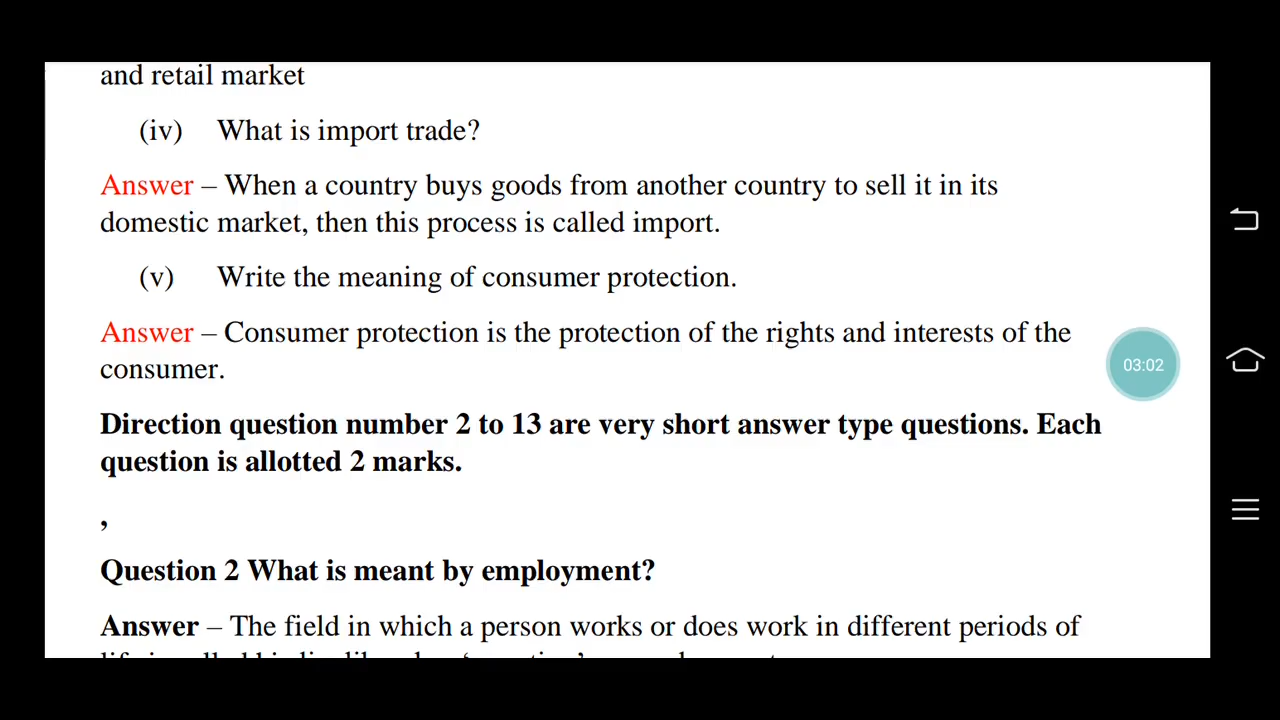 and retail market
(iv) What is import trade?
Answer – When a country buys goods from another country to sell it in its
domestic market, then this process is called import.
(v) Write the meaning of consumer protection.
Answer – Consumer protection is the protection of the rights and interests of the
consumer.
03:02
Direction question number 2 to 13 are very short answer type questions. Each
question is allotted 2 marks.
,
Question 2 What is meant by employment?
Answer – The field in which a person works or does work in different periods of